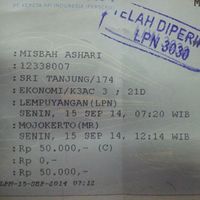 PT KERETA API INDONESIA (PERSERO)
TELAH DIPERI
LPN 3030
:MISBAH ASHARI
:12338007
:SRI TANJUNG/174
:EKONOMI/K3AC 3 ; 21D
:LEMPUYANGAN(LPN)
SENIN, 15 SEP 14, 07:20 WIB
:MOJOKERTO(MR)
SENIN, 15 SEP 14, 12:14 WIB
:Rp 50.000,- (C)
:Rp 0,-
:Rp 50.000,-
LPN-15-SEP-2014 07:12